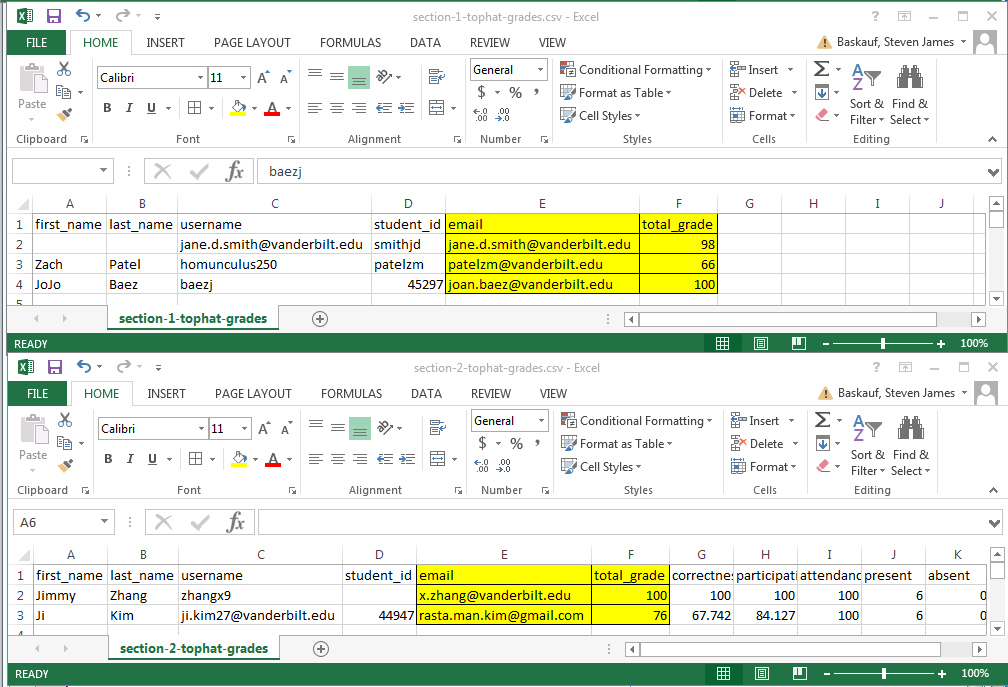 section-1-tophat-grades.csv - Excel
FILE HOME INSERT PAGE LAYOUT FORMULAS DATA REVIEW VIEW Baskauf, Steven James
Paste Calibri 11 B I U General $ % , Conditional Formatting Format as Table Cell Styles Insert Delete Format Sort & Filter Find & Select
Clipboard Font Alignment Number Styles Cells Editing
fx baezj
A B C D E F G H I J
1 first_name last_name username student_id email total_grade
2 jane.d.smith@vanderbilt.edu smithjd jane.d.smith@vanderbilt.edu 98
3 Zach Patel homunculus250 patelzm patelzm@vanderbilt.edu 66
4 JoJo Baez baezj 45297 joan.baez@vanderbilt.edu 100
5
section-1-tophat-grades
READY 100%
section-2-tophat-grades.csv - Excel
FILE HOME INSERT PAGE LAYOUT FORMULAS DATA REVIEW VIEW Baskauf, Steven James
Paste Calibri 11 B I U General $ % , Conditional Formatting Format as Table Cell Styles Insert Delete Format Sort & Filter Find & Select
Clipboard Font Alignment Number Styles Cells Editing
A6 fx
A B C D E F G H I J K
1 first_name last_name username student_id email total_grade correctnes participati attendanc present absent
2 Jimmy Zhang zhangx9 x.zhang@vanderbilt.edu 100 100 100 100 6 0
3 Ji Kim ji.kim27@vanderbilt.edu 44947 rasta.man.kim@gmail.com 76 67.742 84.127 100 6 0
4
section-2-tophat-grades
READY 100%